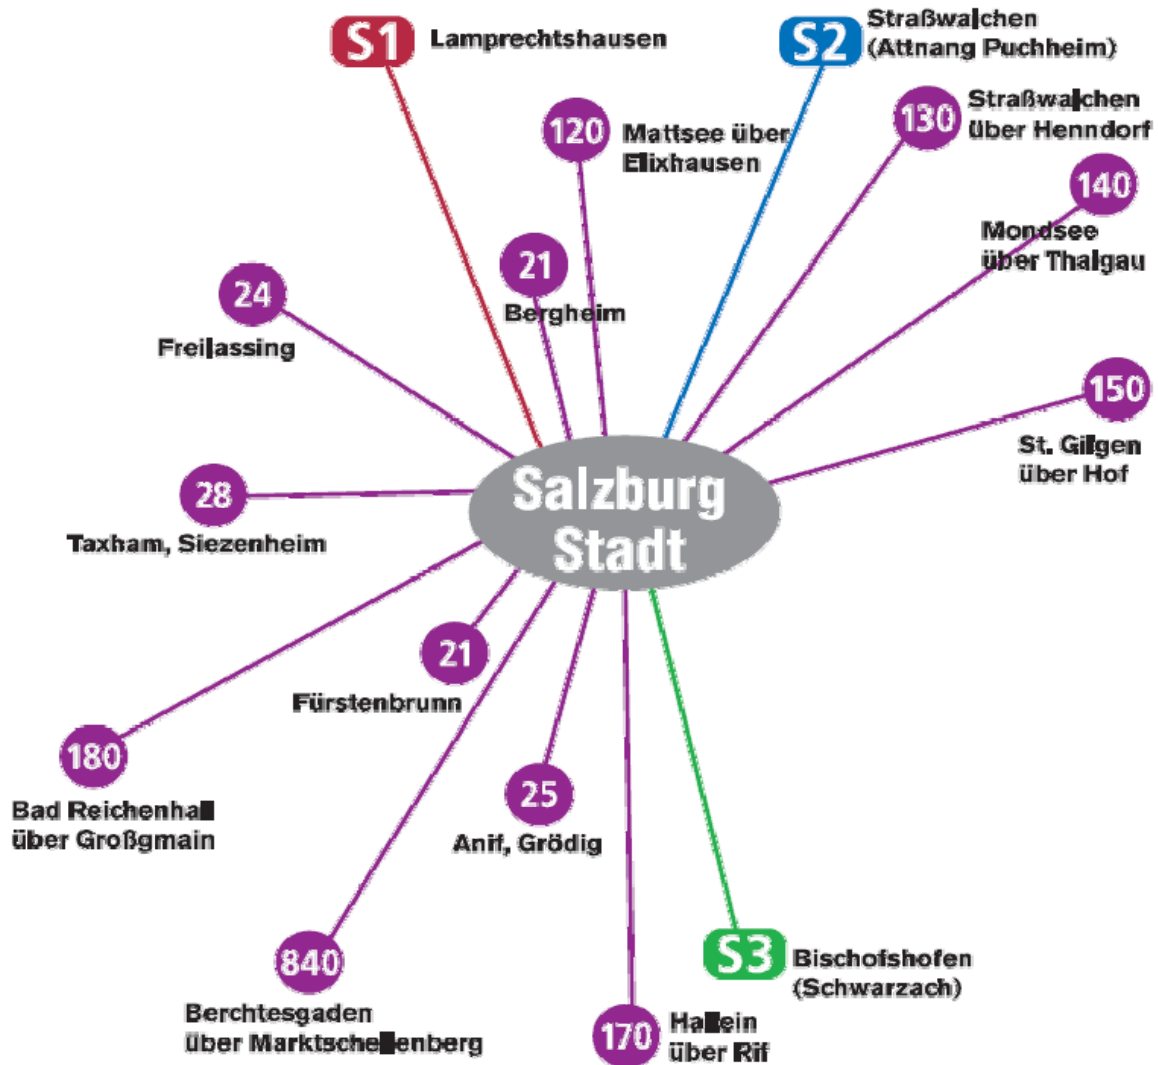 S1 Lamprechtshausen
S2 Straßwalchen
(Attnang Puchheim)
120 Mattsee über
Elixhausen
130 Straßwalchen
über Henndorf
140
Mondsee
über Thalgau
21
Bergheim
24
Freilassing
150
St. Gilgen
über Hof
28
Taxham, Siezenheim
Salzburg
Stadt
21
Fürstenbrunn
180
Bad Reichenhall
über Großgmain
25
Anif, Grödig
840
Berchtesgaden
über Marktschellenberg
S3 Bischofshofen
(Schwarzach)
170 Hallein
über Rif